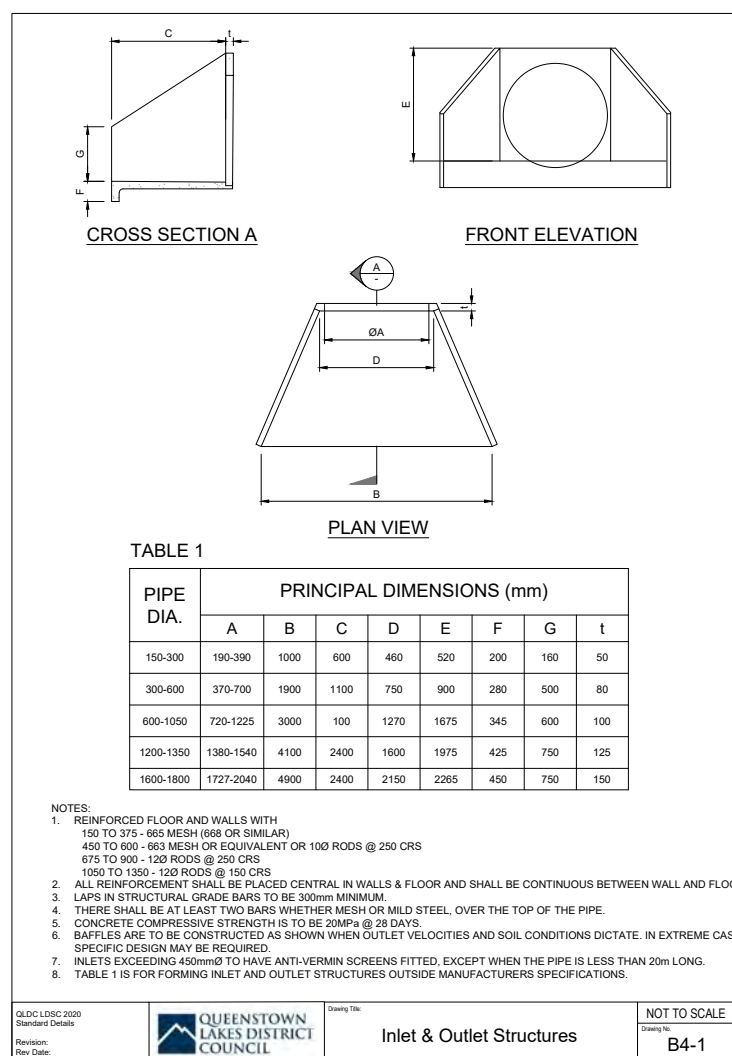 C
t
G
F
CROSS SECTION A
E
FRONT ELEVATION
A
-
t
ØA
D
B
PLAN VIEW
TABLE 1
PIPE DIA. PRINCIPAL DIMENSIONS (mm)
A B C D E F G t
150-300 190-390 1000 600 460 520 200 160 50
300-600 370-700 1900 1100 750 900 280 500 80
600-1050 720-1225 3000 100 1270 1675 345 600 100
1200-1350 1380-1540 4100 2400 1600 1975 425 750 125
1600-1800 1727-2040 4900 2400 2150 2265 450 750 150
NOTES:
1. REINFORCED FLOOR AND WALLS WITH
150 TO 375 - 665 MESH (668 OR SIMILAR)
450 TO 600 - 663 MESH OR EQUIVALENT OR 10Ø RODS @ 250 CRS
675 TO 900 - 12Ø RODS @ 250 CRS
1050 TO 1350 - 12Ø RODS @ 150 CRS
2. ALL REINFORCEMENT SHALL BE PLACED CENTRAL IN WALLS & FLOOR AND SHALL BE CONTINUOUS BETWEEN WALL AND
3. LAPS IN STRUCTURAL GRADE BARS TO BE 300mm MINIMUM.
4. THERE SHALL BE AT LEAST TWO BARS WHETHER MESH OR MILD STEEL, OVER THE TOP OF THE PIPE.
5. CONCRETE COMPRESSIVE STRENGTH IS TO BE 20MPa @ 28 DAYS.
6. BAFFLES ARE TO BE CONSTRUCTED AS SHOWN WHEN OUTLET VELOCITIES AND SOIL CONDITIONS DICTATE. IN EXTREME
SPECIFIC DESIGN MAY BE REQUIRED.
7. INLETS EXCEEDING 450mmØ TO HAVE ANTI-VERMIN SCREENS FITTED, EXCEPT WHEN THE PIPE IS LESS THAN 20m LONG.
8. TABLE 1 IS FOR FORMING INLET AND OUTLET STRUCTURES OUTSIDE MANUFACTURERS SPECIFICATIONS.
QLDC LDSC 2020
Standard Details
Revision:
Rev Date:
QUEENSTOWN
LAKES DISTRICT
COUNCIL
Drawing Title:
Inlet & Outlet Structures
NOT TO SCALE
Drawing No.
B4-1